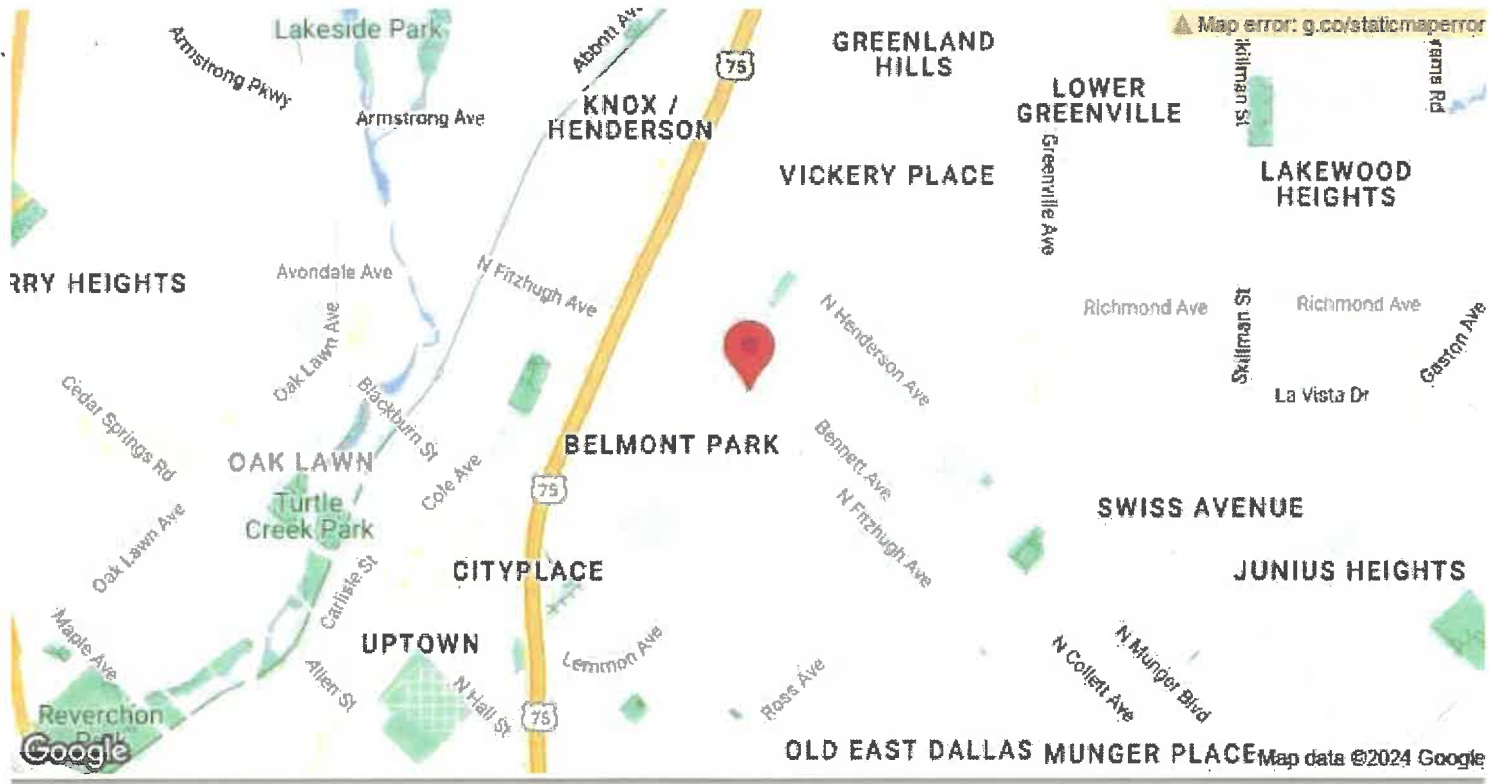 Lakeside Park
Abbott Ave
Map error: g.co/staticmaperror
Armstrong Pkwy
GREENLAND
HILLS
75
killman St
rams Rd
KNOX /
HENDERSON
LOWER
GREENVILLE
Armstrong Ave
VICKERY PLACE
Greenville Ave
LAKEWOOD
HEIGHTS
RRY HEIGHTS
Avondale Ave
N Fitzhugh Ave
N Henderson Ave
Richmond Ave
Skillman St
Richmond Ave
Gaston Ave
Oak Lawn Ave
Cedar Springs Rd
Blackburn St
La Vista Dr
BELMONT PARK
Bennett Ave
OAK LAWN
Cole Ave
75
N Fitzhugh Ave
SWISS AVENUE
Turtle
Creek Park
Oak Lawn Ave
CITYPLACE
JUNIUS HEIGHTS
Carlisle St
Maple Ave
UPTOWN
Lemmon Ave
N Collett Ave
N Munger Blvd
Allen St
N Hall St
Ross Ave
75
Reverchon
Park
Google
OLD EAST DALLAS
MUNGER PLACE
Map data ©2024 Google